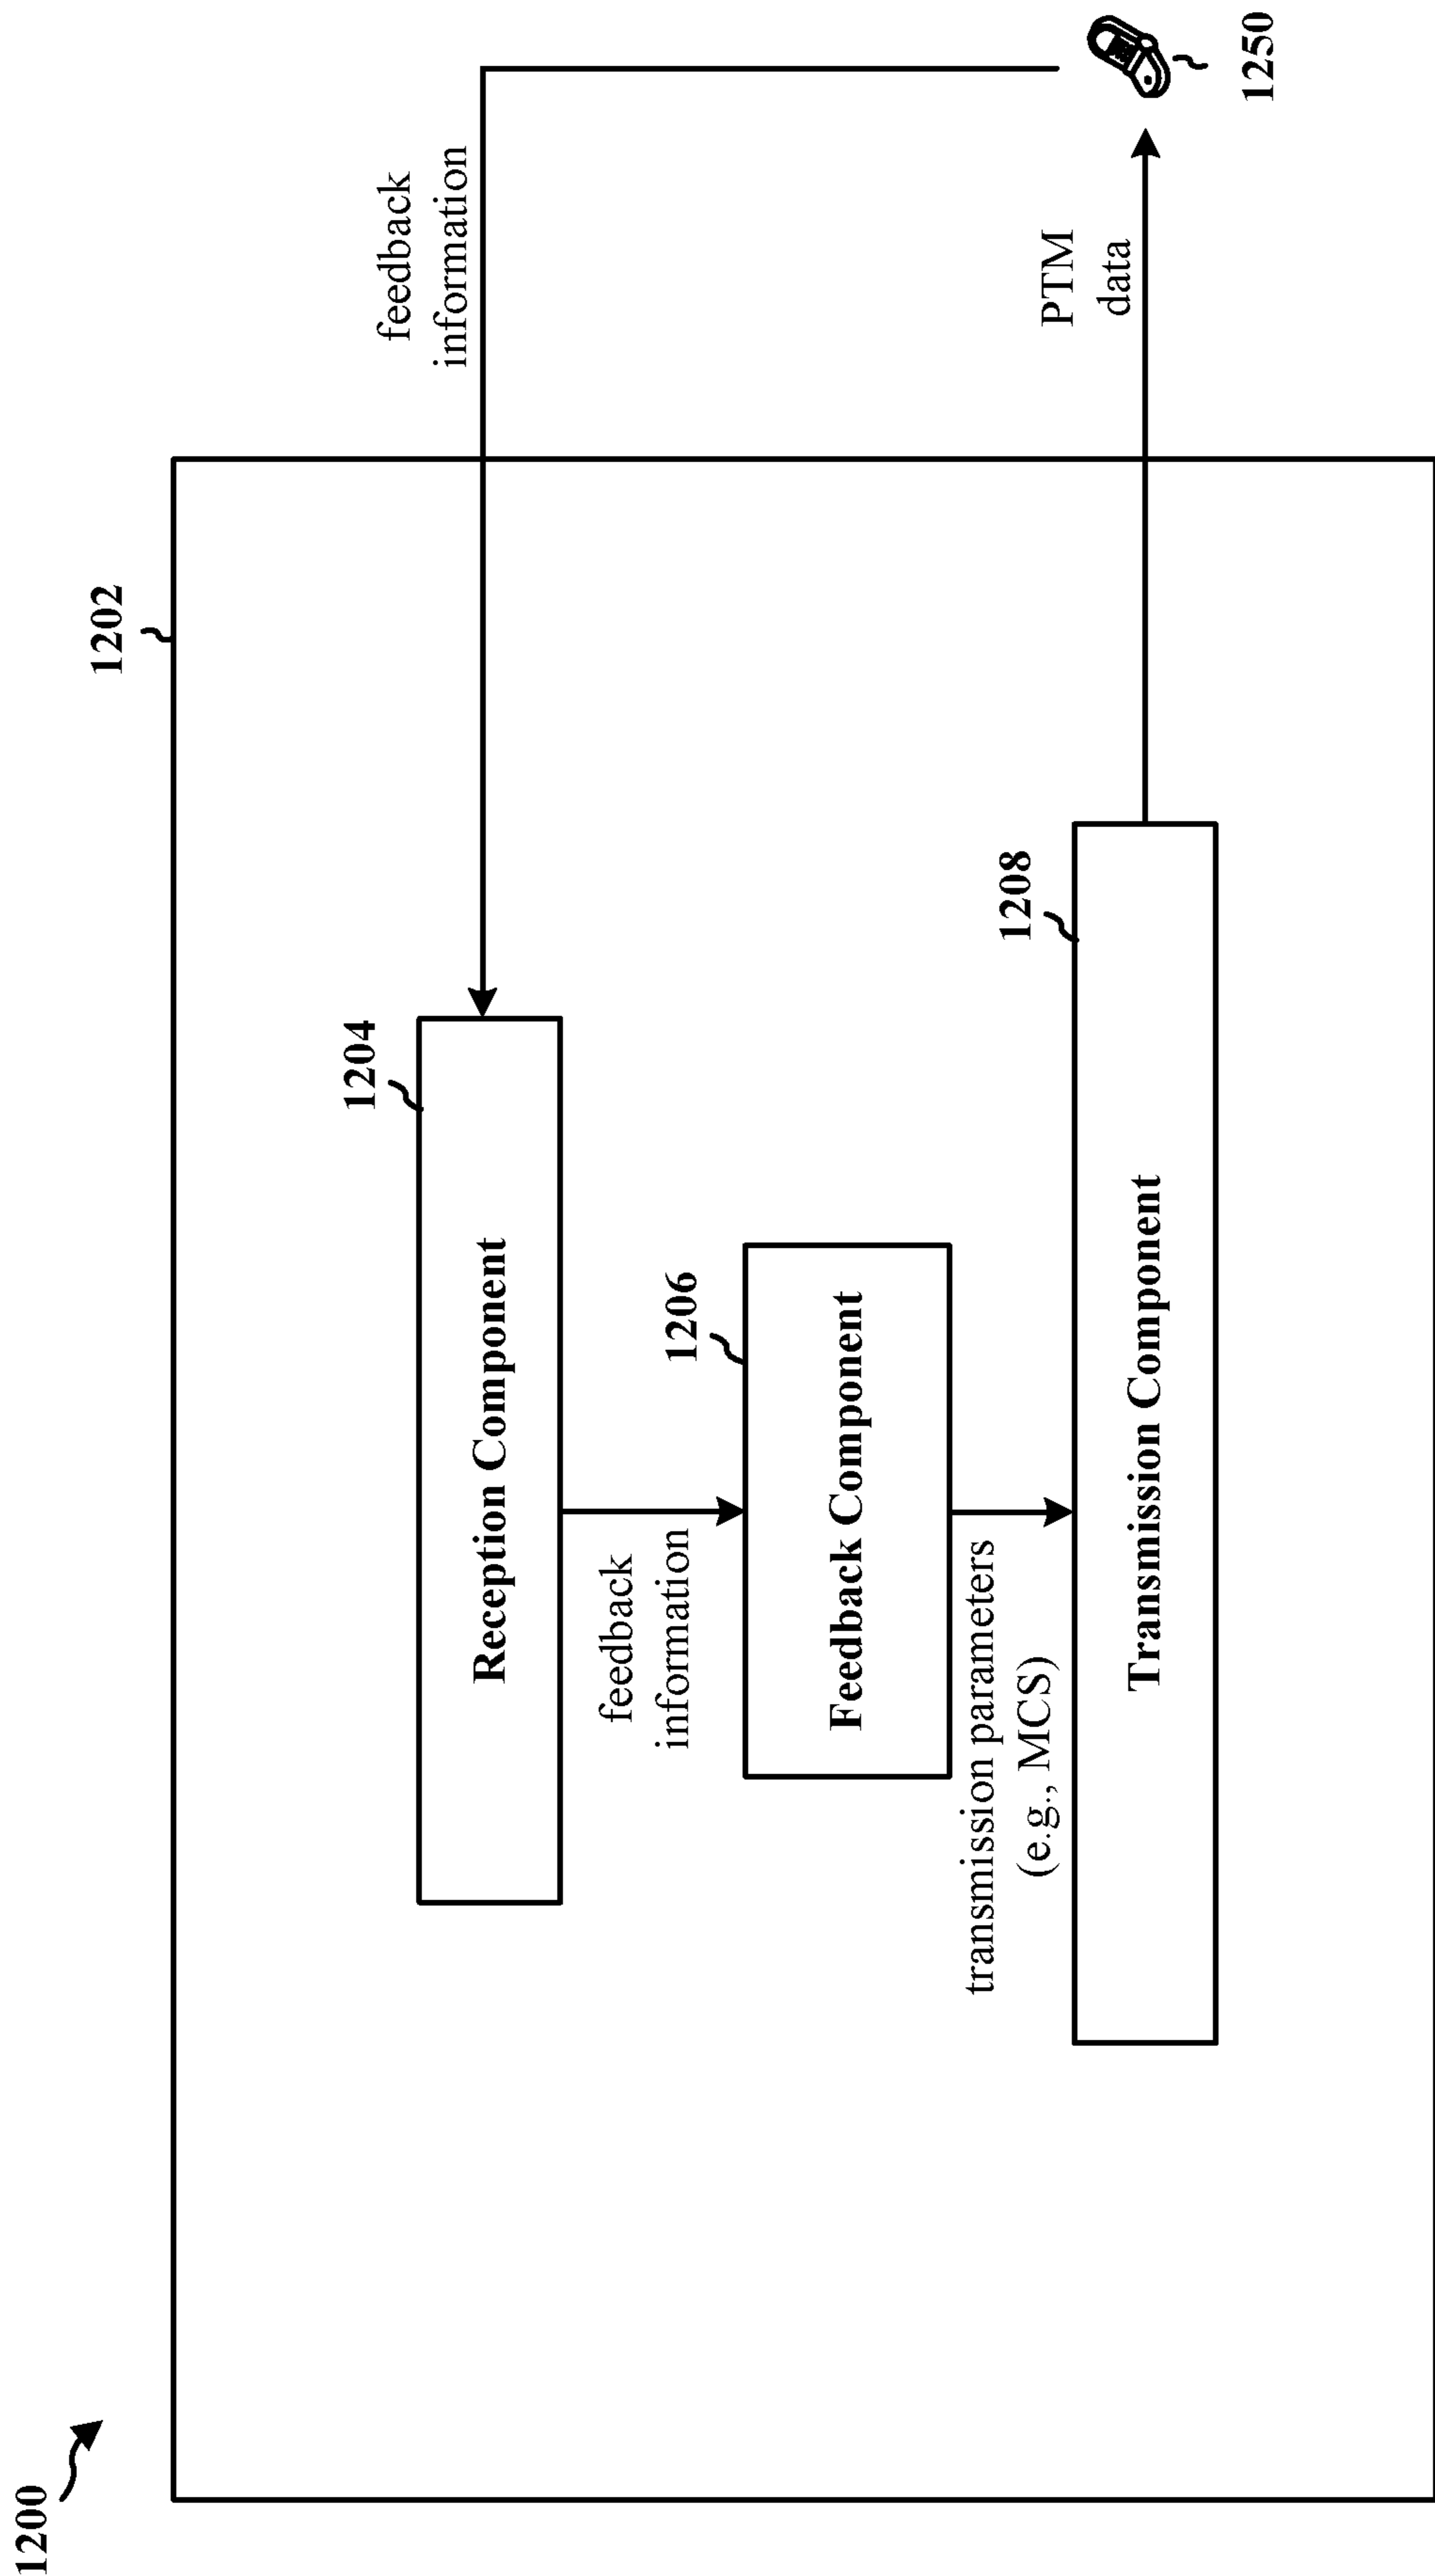 1200
1202
feedback
information
1204
Reception Component
feedback
information
1206
Feedback Component
transmission parameters
(e.g., MCS)
1208
Transmission Component
PTM
data
1250